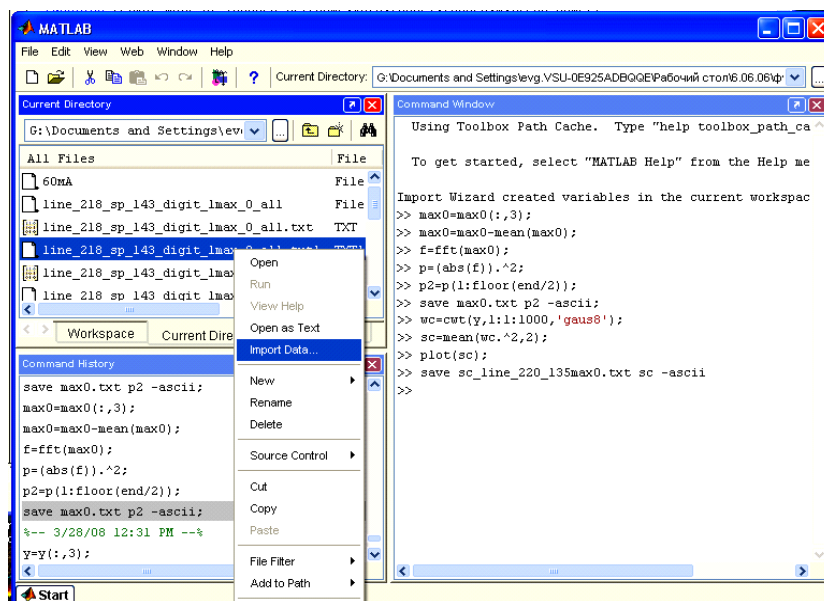 MATLAB
File Edit View Web Window Help
? Current Directory: G:\Documents and Settings\evg.VSU-0E925ADBQQE\Рабочий стол\6.06.06\ф
Current Directory
G:\Documents and Settings\ev
All Files File
60мА File
line_218_sp_143_digit_lmax_0_all File
line_218_sp_143_digit_lmax_0_all.txt TXT
line_218_sp_143_digit_lmax
line_218_sp_143_digit_lmax
line_218_sp_143_digit_lmax
Workspace
Current Dire
Open
Run
View Help
Open as Text
Import Data...
New
Rename
Delete
Source Control
Cut
Copy
Paste
File Filter
Add to Path
Command History
save max0.txt p2 -ascii;
max0=max0(:,3);
max0=max0-mean(max0);
f=fft(max0);
p=(abs(f)).^2;
p2=p(1:floor(end/2));
save max0.txt p2 -ascii;
%-- 3/28/08 12:31 PM --%
y=y(:,3);
Command Window
Using Toolbox Path Cache. Type "help toolbox_path_ca
To get started, select "MATLAB Help" from the Help me
Import Wizard created variables in the current workspac
>> max0=max0(:,3);
>> max0=max0-mean(max0);
>> f=fft(max0);
>> p=(abs(f)).^2;
>> p2=p(1:floor(end/2));
>> save max0.txt p2 -ascii;
>> wc=cwt(y,1:1:1000,'gaus8');
>> sc=mean(wc.^2,2);
>> plot(sc);
>> save sc_line_220_135max0.txt sc -ascii
>>
Start